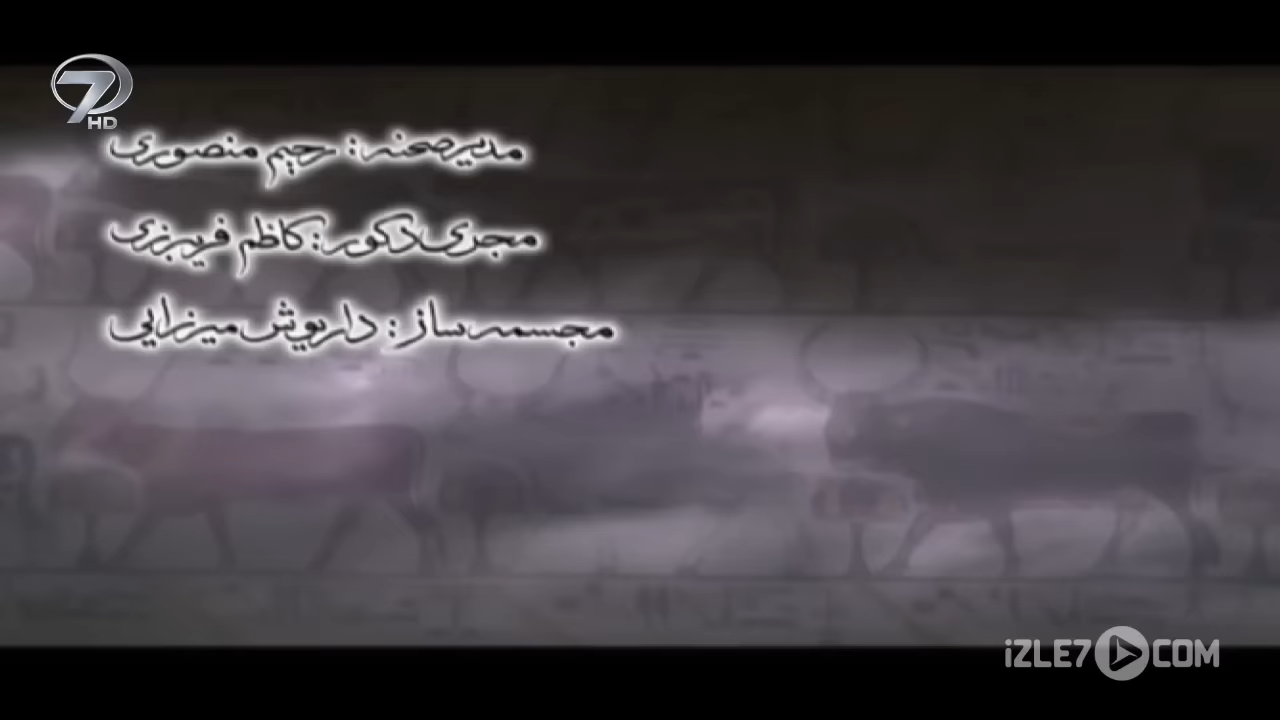 7
HD
مدیر صحنه: رحیم منصوری
مجری دکور: کاظم فریبرزی
مجسمه ساز: داریوش میرزایی
iZLE7 COM